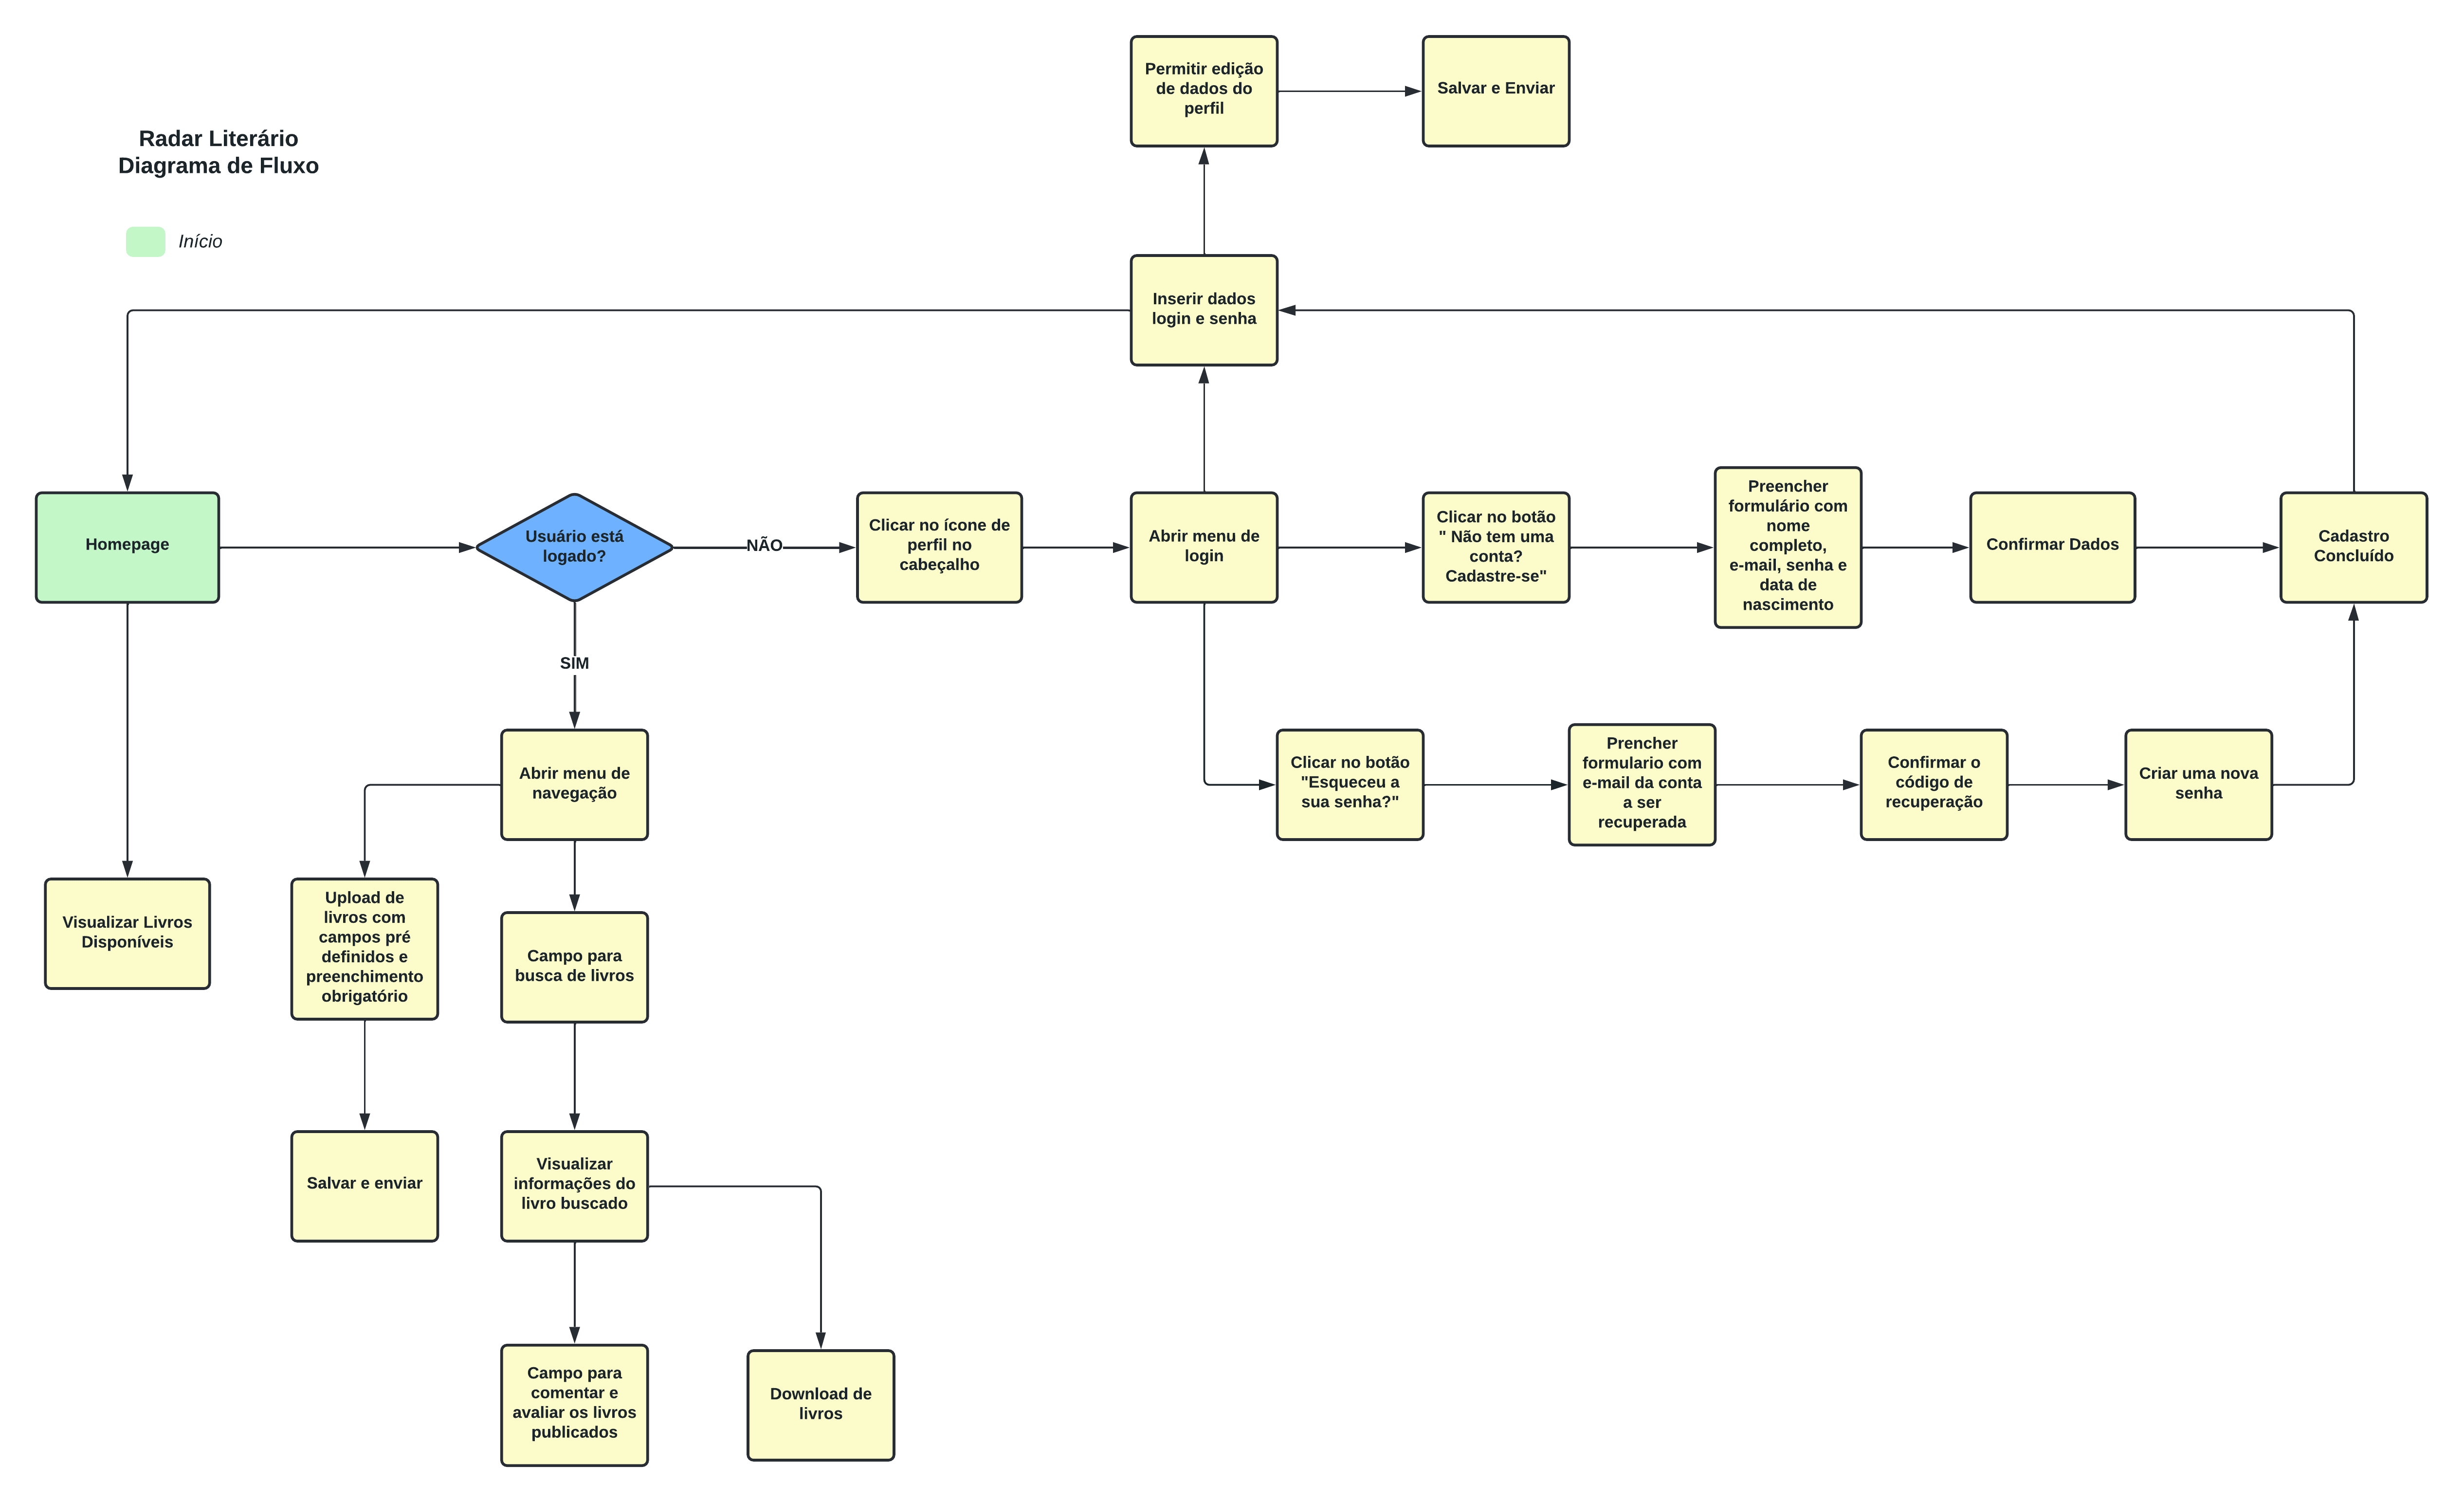 Permitir edição
de dados do
perfil
Salvar e Enviar
Radar Literário
Diagrama de Fluxo
Início
Inserir dados
login e senha
Homepage
Usuário está
logado?
NÃO
Clicar no ícone de
perfil no
cabeçalho
Abrir menu de
login
Clicar no botão
" Não tem uma
conta?
Cadastre-se"
Preencher
formulário com
nome
completo,
e-mail, senha e
data de
nascimento
Confirmar Dados
Cadastro
Concluído
SIM
Abrir menu de
navegação
Clicar no botão
"Esqueceu a
sua senha?"
Prencher
formulario com
e-mail da conta
a ser
recuperada
Confirmar o
código de
recuperação
Criar uma nova
senha
Visualizar Livros
Disponíveis
Upload de
livros com
campos pré
definidos e
preenchimento
obrigatório
Campo para
busca de livros
Salvar e enviar
Visualizar
informações do
livro buscado
Campo para
comentar e
avaliar os livros
publicados
Download de
livros